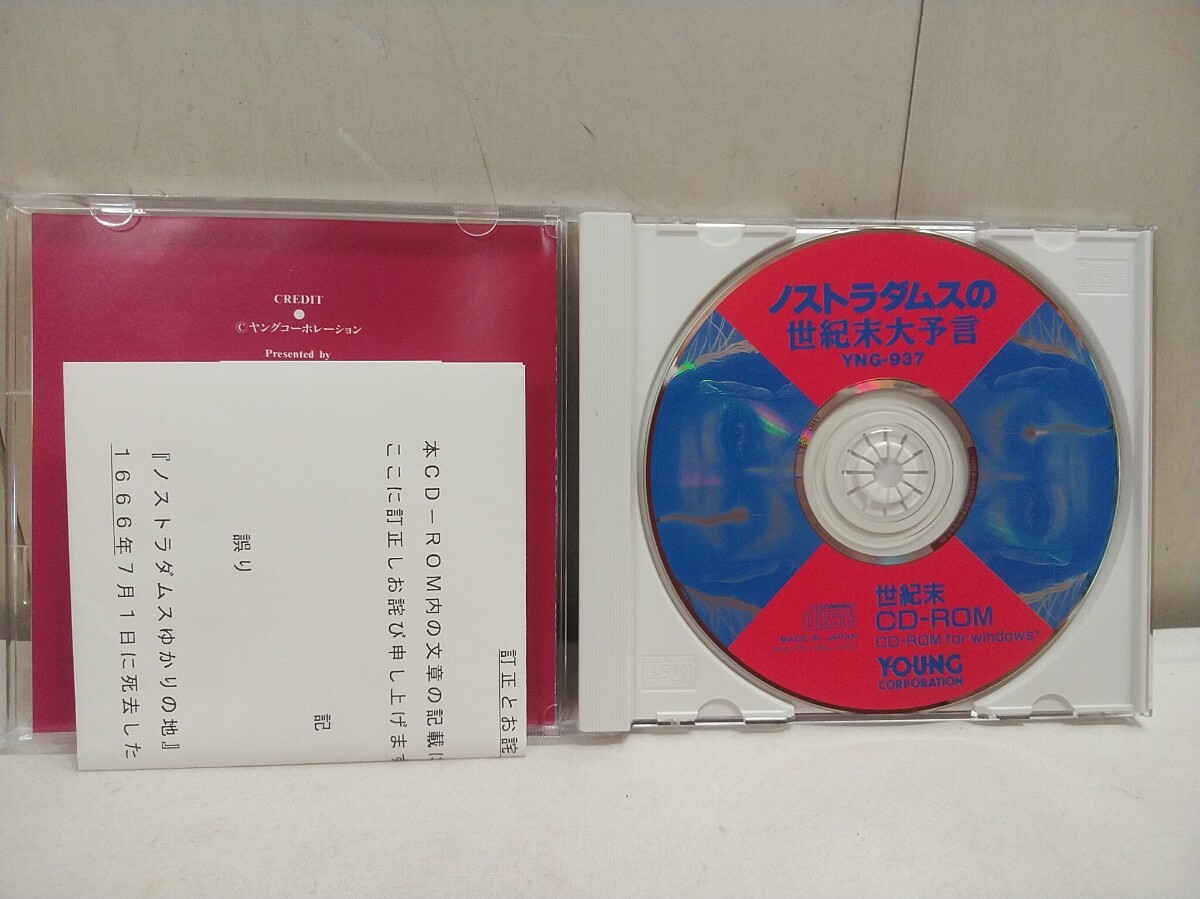 CREDIT
●
©ヤングコーポレーション
Presented by
訂正とお詫
本CD-ROM内の文章の記載に
ここに訂正しお詫び申し上げます
記
誤り
『ノストラダムスゆかりの地』
1666年7月1日に死去した
ノストラダムスの
世紀末大予言
YNG-937
世紀末
CD-ROM
CD-ROM for windows
COMPACT
disc
MADE IN JAPAN
YOUNG
CORPORATION